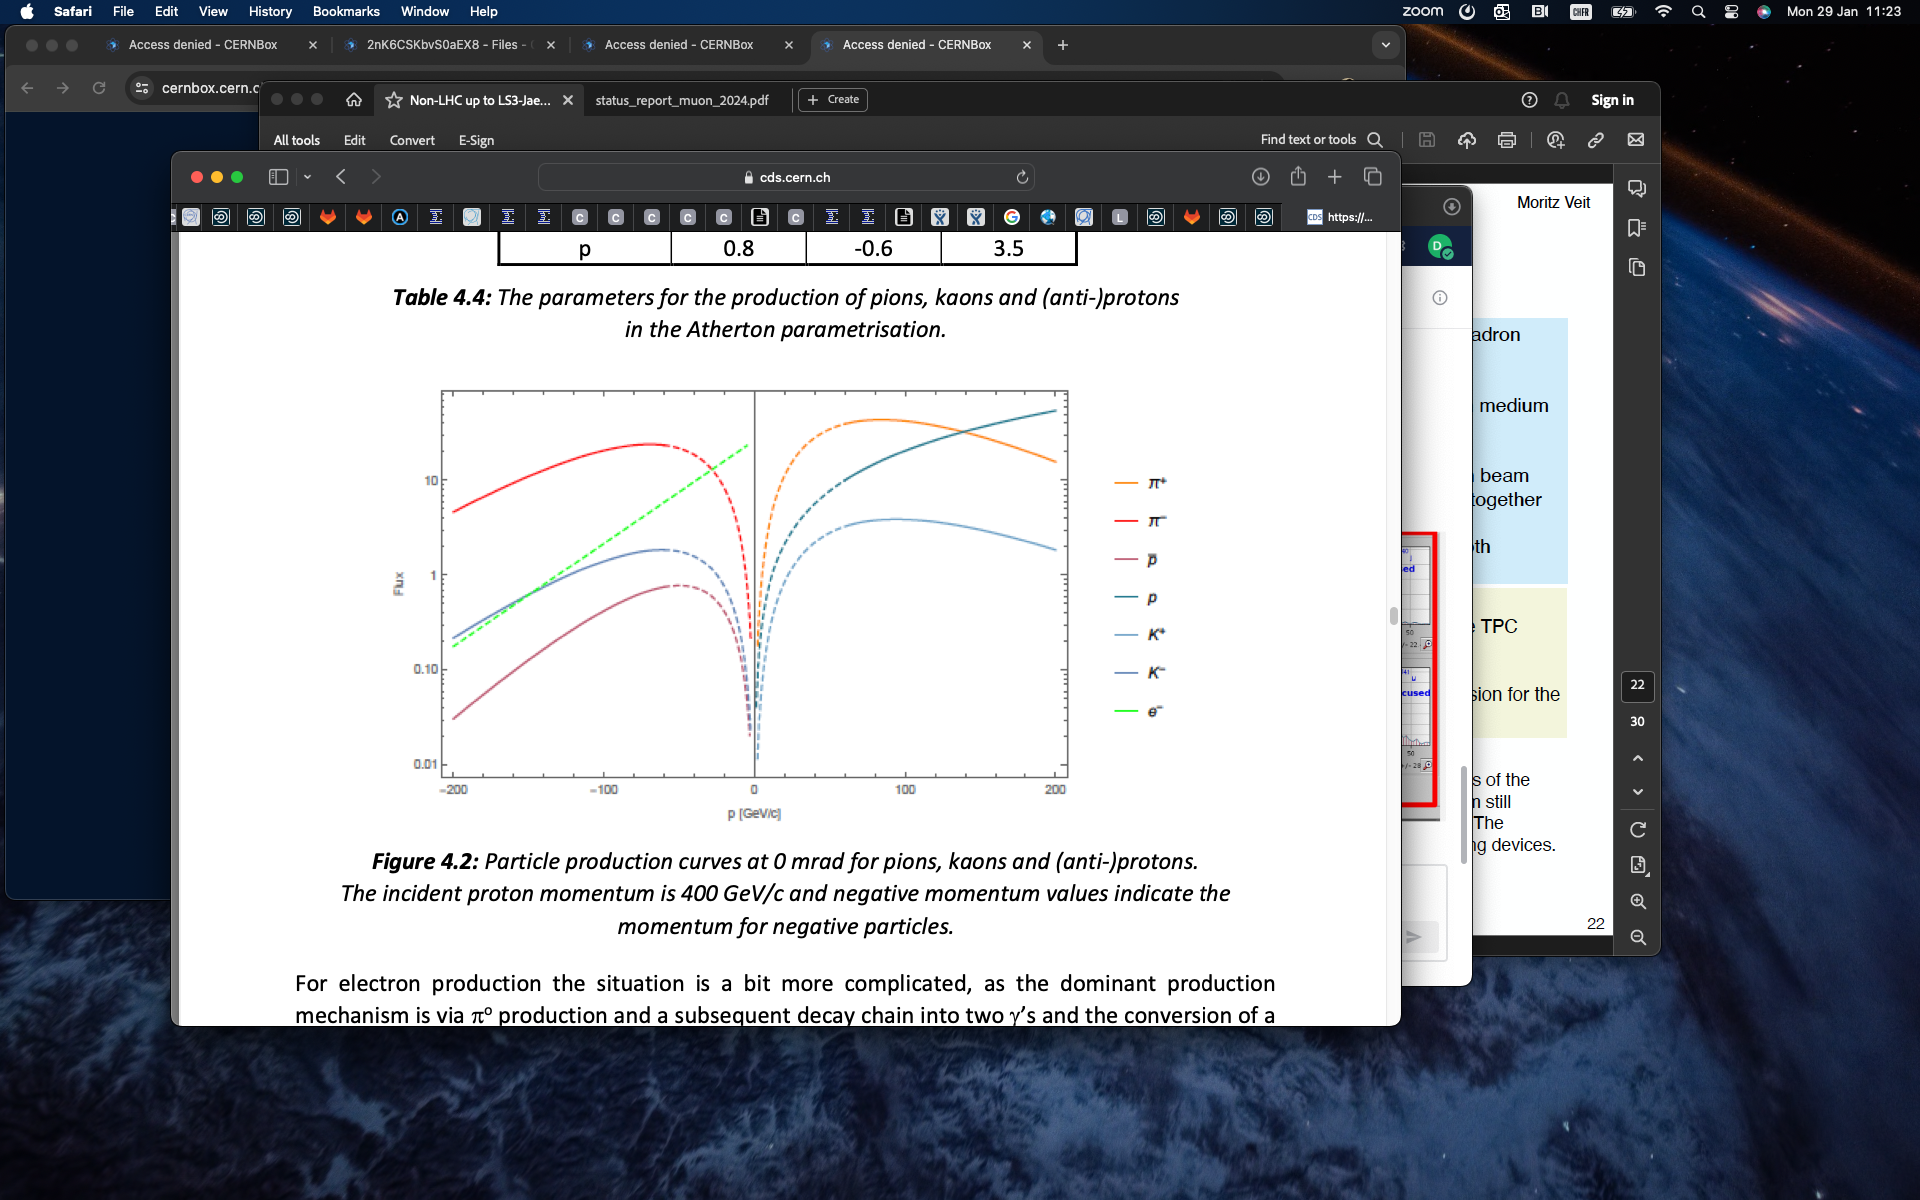 Safari File Edit View History Bookmarks Window Help
zoom
CHFR
Mon 29 Jan 11:23
Access denied - CERNBox
2nK6CSKbvS0aEX8 - Files -
Access denied - CERNBox
Access denied - CERNBox
cernbox.cern.c
Non-LHC up to LS3-Jae...
status_report_muon_2024.pdf
Create
Sign in
All tools Edit Convert E-Sign
Find text or tools
cds.cern.ch
https://...
Moritz Veit
p 0.8 -0.6 3.5
Table 4.4: The parameters for the production of pions, kaons and (anti-)protons
in the Atherton parametrisation.
Flux
10
1
0.10
0.01
-200 -100 0 100 200
p [GeV/c]
π⁺
π⁻
p̅
p
K⁺
K⁻
e⁻
Figure 4.2: Particle production curves at 0 mrad for pions, kaons and (anti-)protons.
The incident proton momentum is 400 GeV/c and negative momentum values indicate the
momentum for negative particles.
For electron production the situation is a bit more complicated, as the dominant production
mechanism is via π⁰ production and a subsequent decay chain into two γ's and the conversion of a
D
adron
medium
beam
together
th
TPC
sion for the
s of the
n still
The
ng devices.
22
22
30